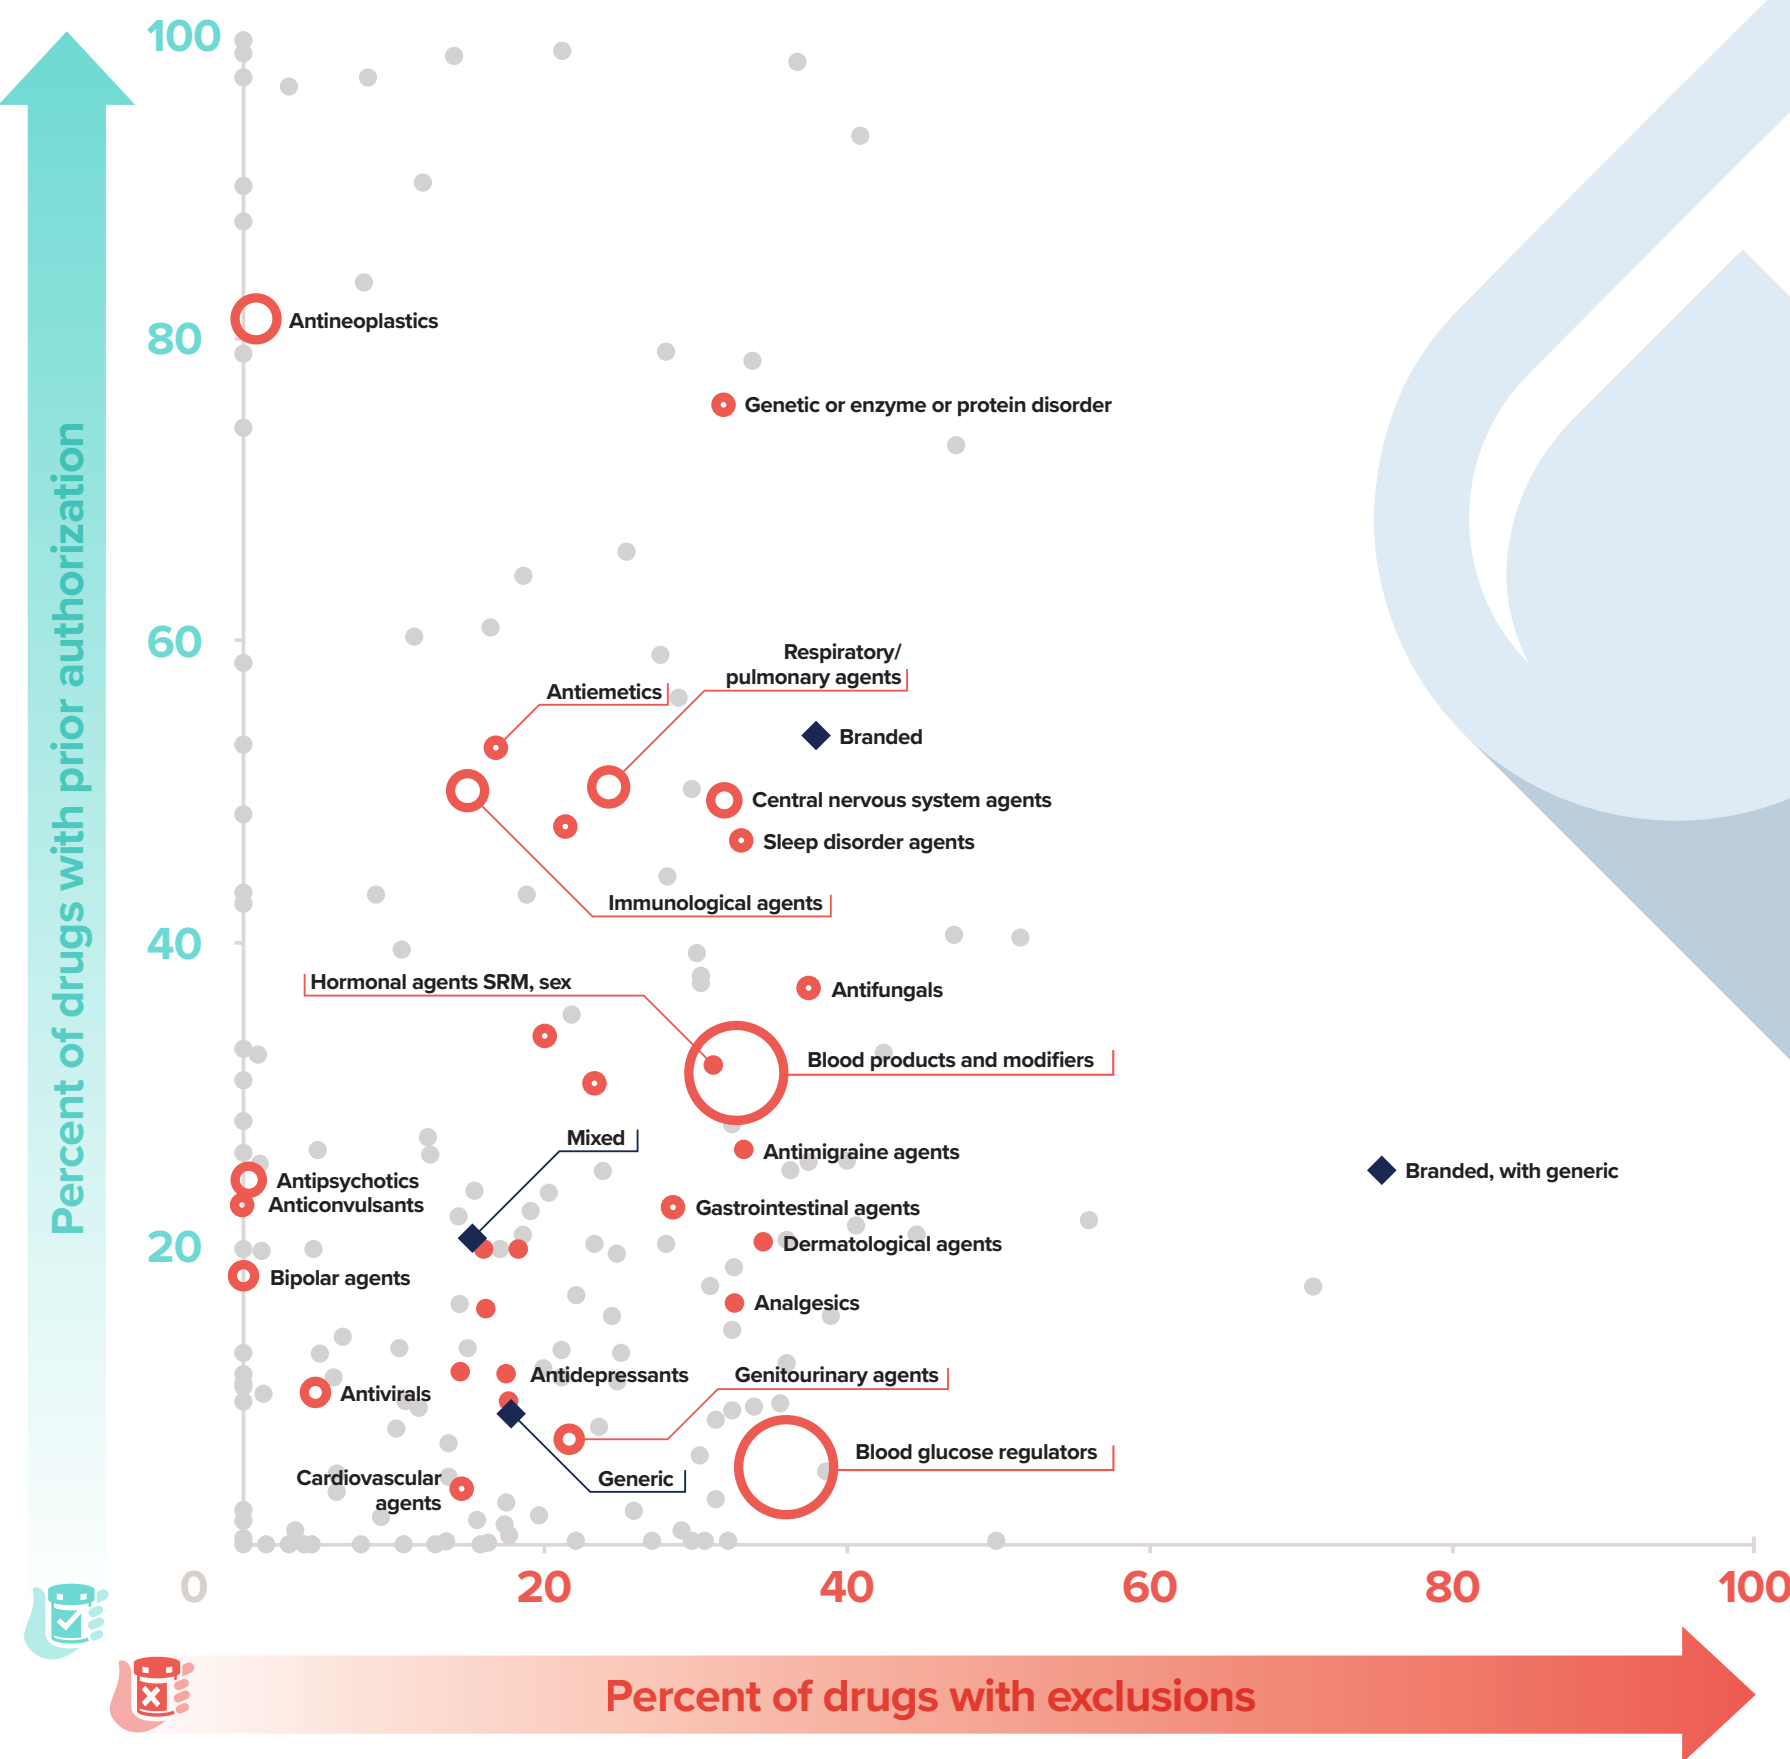 100
80
60
40
20
0
Percent of drugs with prior authorization
Antineoplastics
Genetic or enzyme or protein disorder
Respiratory/
pulmonary agents
Antiemetics
Branded
Central nervous system agents
Sleep disorder agents
Immunological agents
Hormonal agents SRM, sex
Antifungals
Blood products and modifiers
Mixed
Antimigraine agents
Branded, with generic
Antipsychotics
Anticonvulsants
Gastrointestinal agents
Dermatological agents
Bipolar agents
Analgesics
Antidepressants
Genitourinary agents
Antivirals
Blood glucose regulators
Cardiovascular
agents
Generic
20
40
60
80
100
Percent of drugs with exclusions